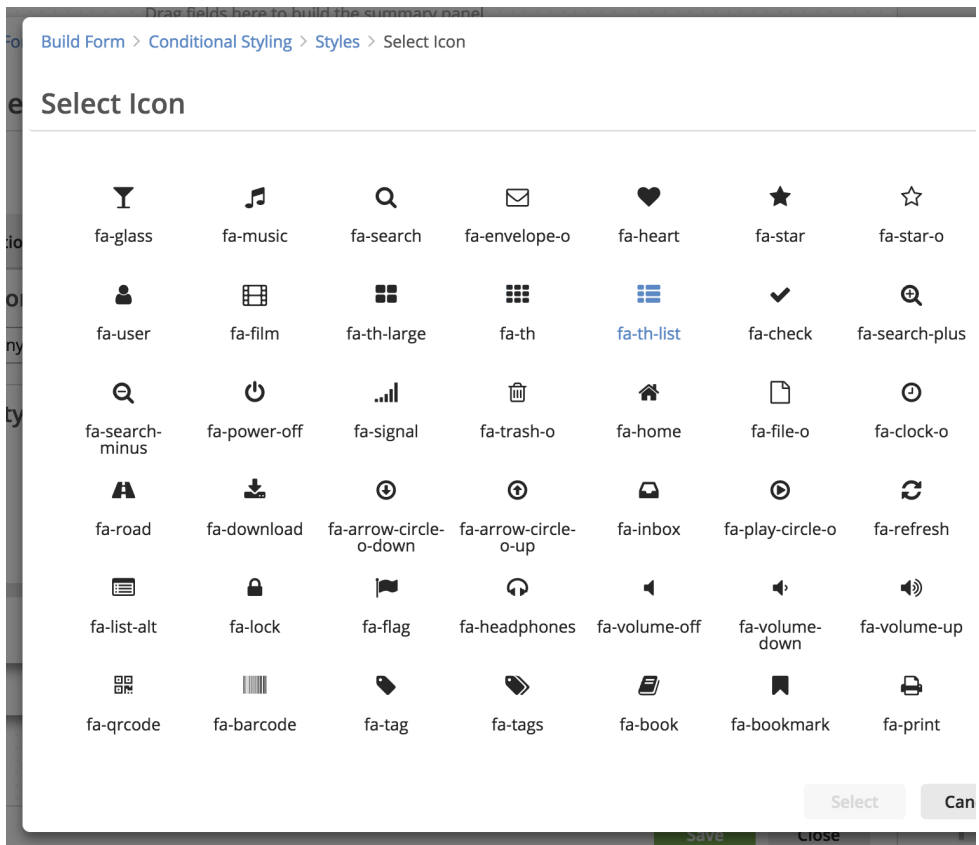 Drag fields here to build the summary panel
Build Form > Conditional Styling > Styles > Select Icon
Select Icon
fa-glass fa-music fa-search fa-envelope-o fa-heart fa-star fa-star-o
fa-user fa-film fa-th-large fa-th fa-th-list fa-check fa-search-plus
fa-search-
minus fa-power-off fa-signal fa-trash-o fa-home fa-file-o fa-clock-o
fa-road fa-download fa-arrow-circle-
o-down fa-arrow-circle-
o-up fa-inbox fa-play-circle-o fa-refresh
fa-list-alt fa-lock fa-flag fa-headphones fa-volume-off fa-volume-
down fa-volume-up
fa-qrcode fa-barcode fa-tag fa-tags fa-book fa-bookmark fa-print
Select Can
Save Close